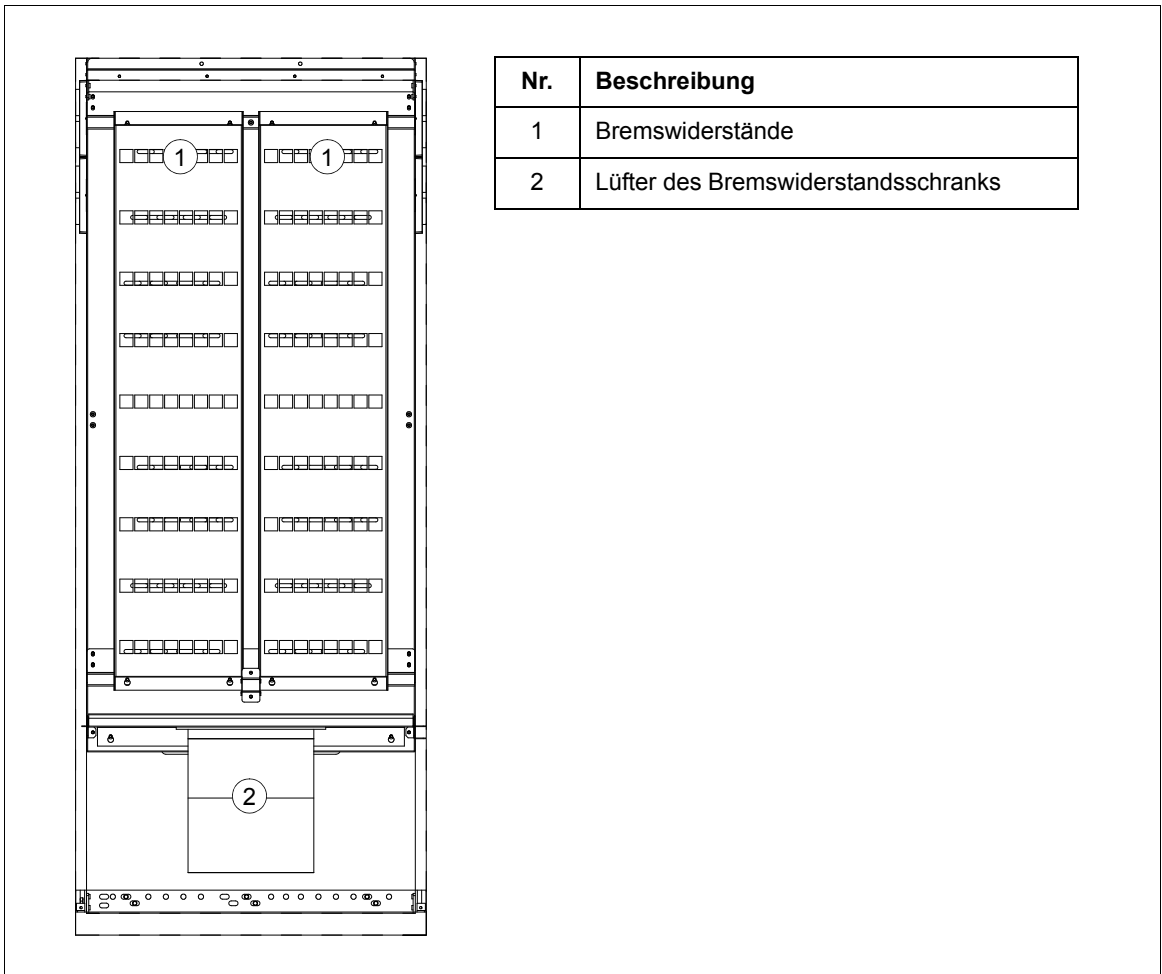 Nr. Beschreibung
1 Bremswiderstände
2 Lüfter des Bremswiderstandsschranks
1 1
2